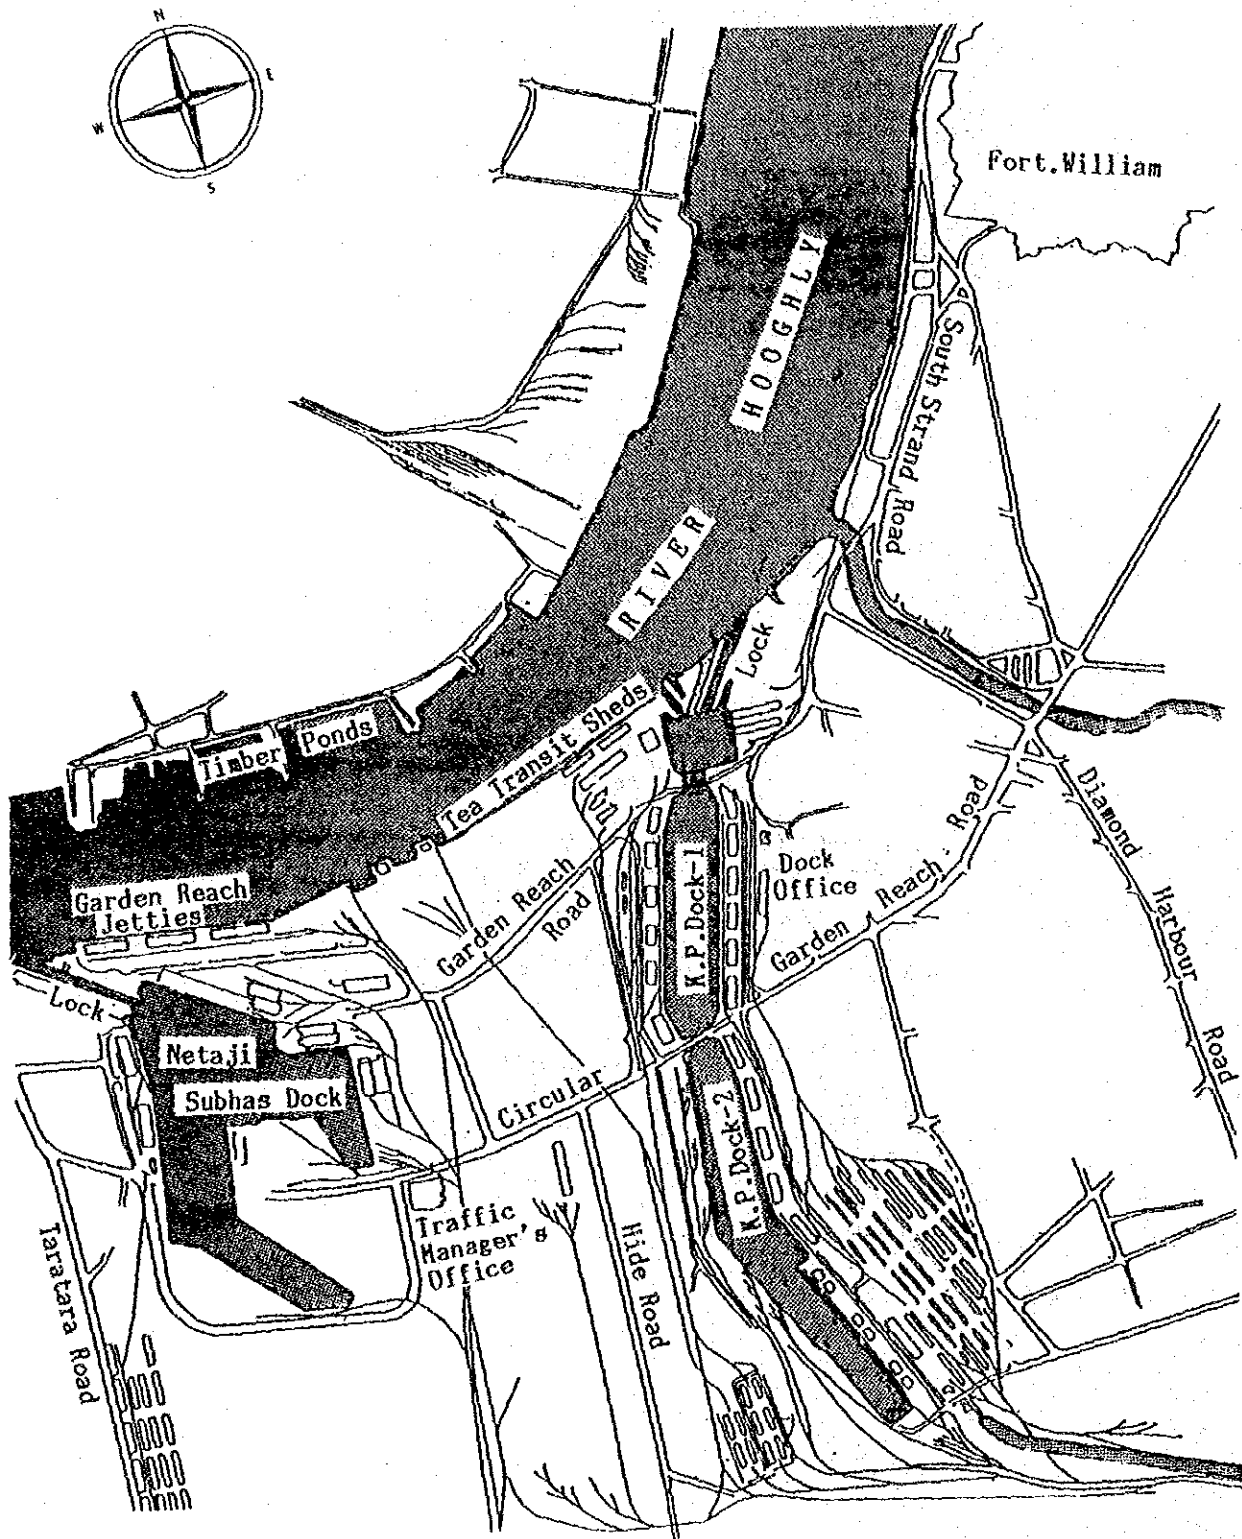 N
E
W
S
Fort.William
HOOGHLY
RIVER
South Strand Road
Lock
Tea Transit Sheds
Timber Ponds
Garden Reach
Jetties
Garden Reach
Road
K.P.Dock-1
Dock
Office
Garden Reach Road
Diamond Harbour Road
Lock
Netaji
Subhas Dock
Circular
K.P.Dock-2
Traffic
Manager's
Office
Hide Road
Taratara Road